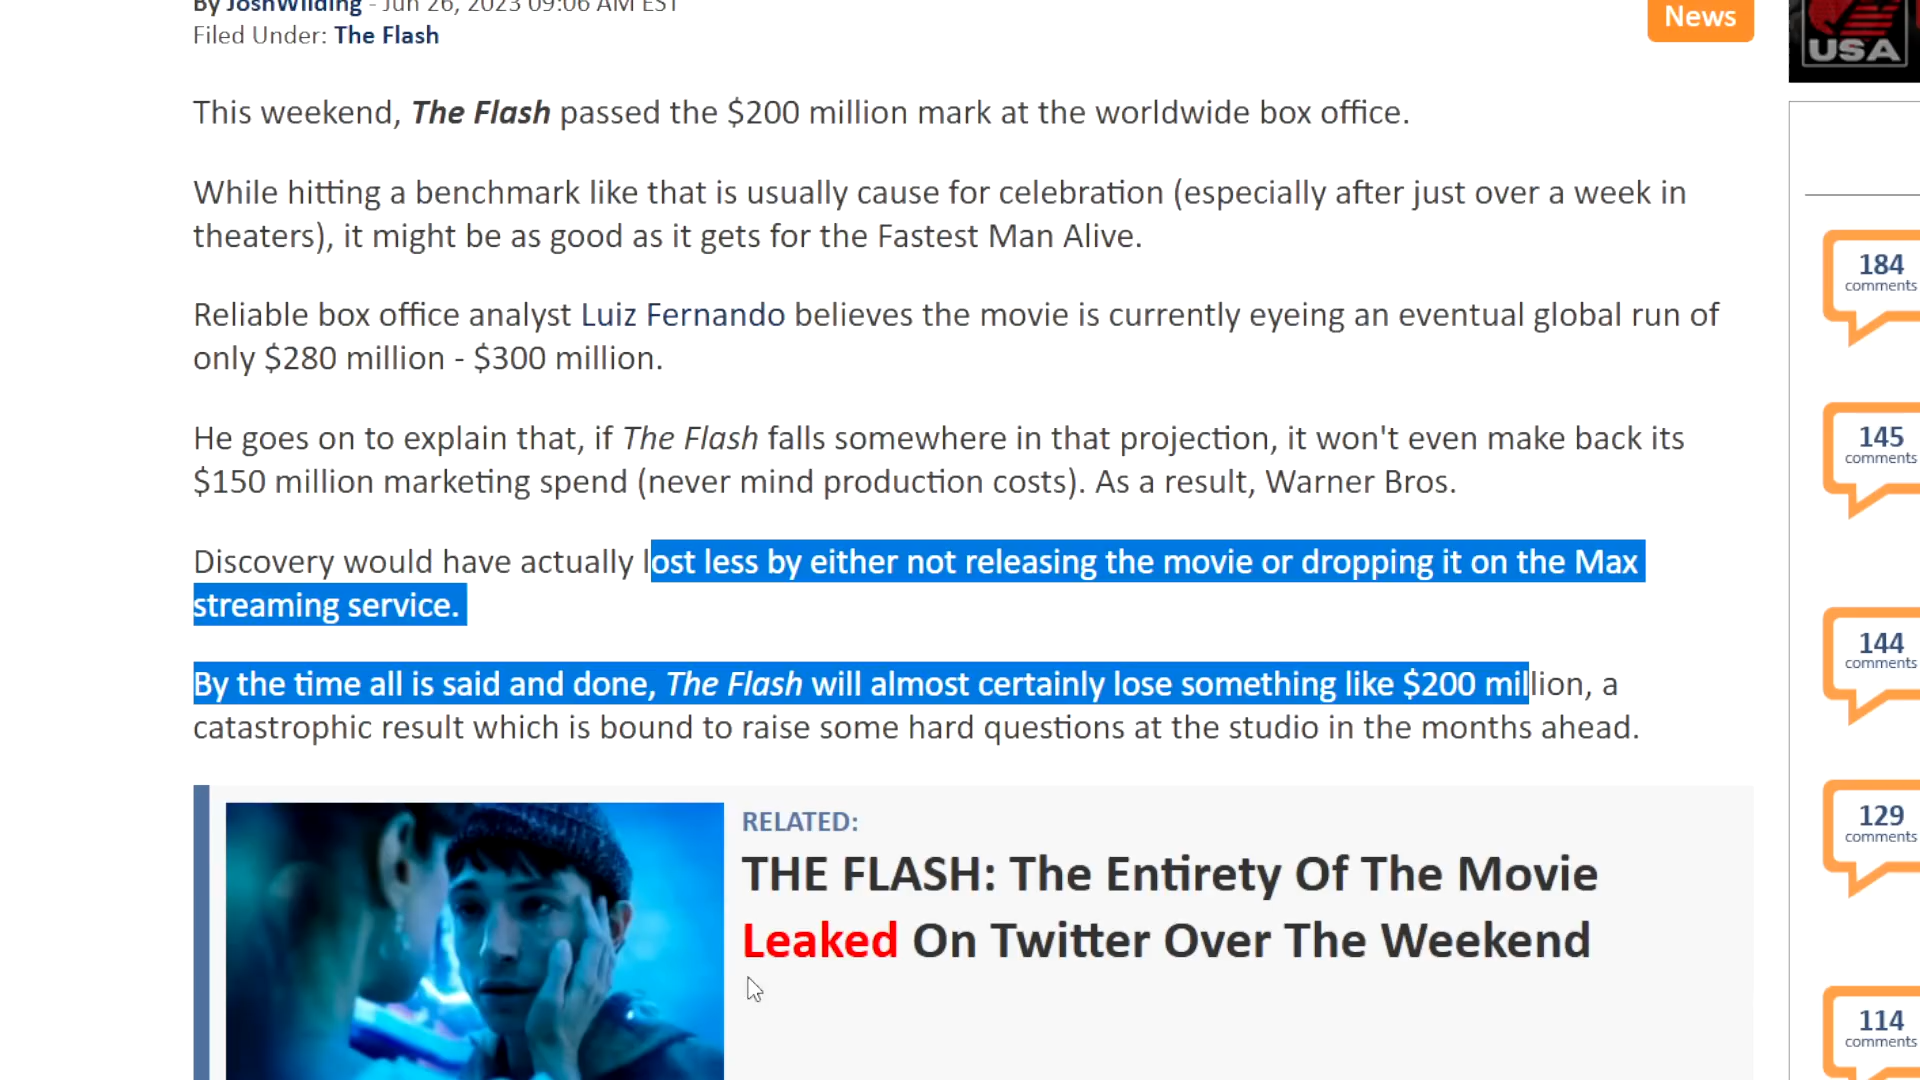 By JoshWilding - Jun 26, 2023 09:06 AM EST
Filed Under: The Flash
News
USA
This weekend, The Flash passed the $200 million mark at the worldwide box office.
While hitting a benchmark like that is usually cause for celebration (especially after just over a week in
theaters), it might be as good as it gets for the Fastest Man Alive.
Reliable box office analyst Luiz Fernando believes the movie is currently eyeing an eventual global run of
only $280 million - $300 million.
He goes on to explain that, if The Flash falls somewhere in that projection, it won't even make back its
$150 million marketing spend (never mind production costs). As a result, Warner Bros.
Discovery would have actually lost less by either not releasing the movie or dropping it on the Max
streaming service.
By the time all is said and done, The Flash will almost certainly lose something like $200 million, a
catastrophic result which is bound to raise some hard questions at the studio in the months ahead.
RELATED:
THE FLASH: The Entirety Of The Movie
Leaked On Twitter Over The Weekend
184
comments
145
comments
144
comments
129
comments
114
comments